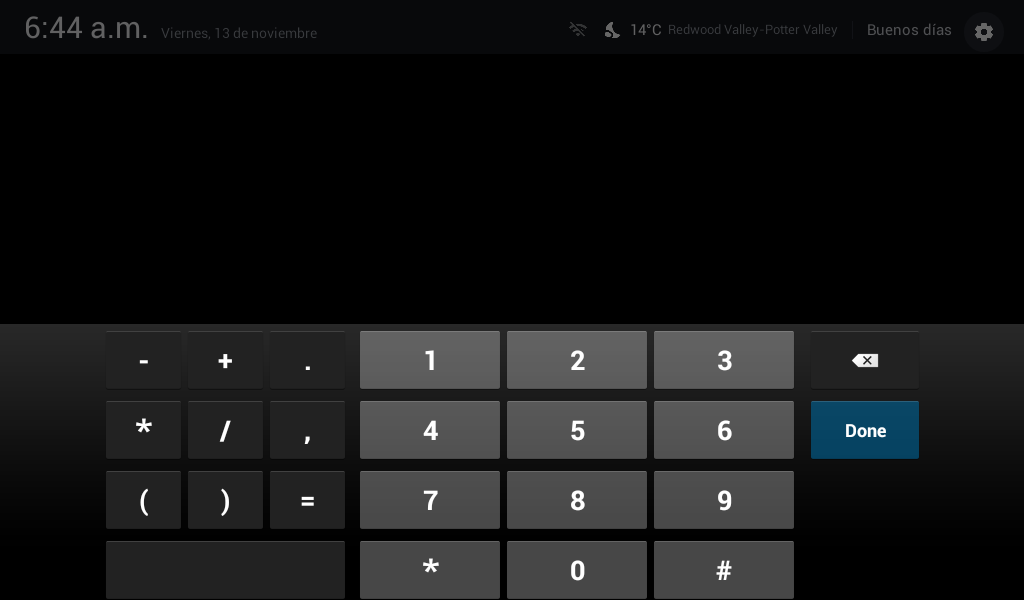 6:44 a.m. Viernes, 13 de noviembre 14°C Redwood Valley-Potter Valley Buenos días
- + . 1 2 3
* / , 4 5 6 Done
( ) = 7 8 9
* 0 #